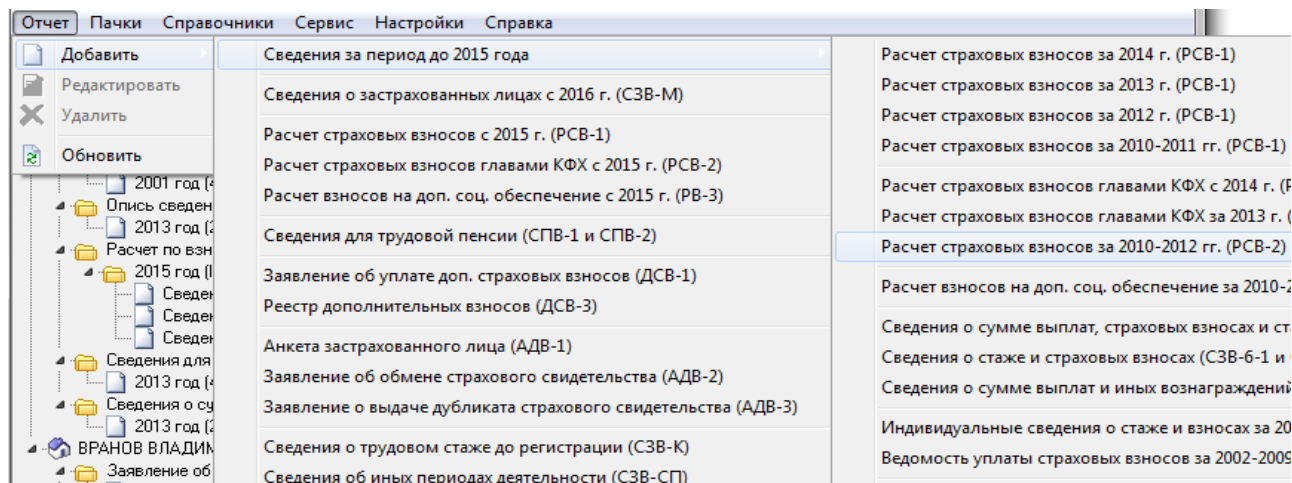 Отчет Пачки Справочники Сервис Настройки Справка
Добавить
Редактировать
Удалить
Обновить
2001 год (4
Опись сведен
2013 год (2
Расчет по взн
2015 год (I
Сведен
Сведен
Сведен
Сведения для
2013 год (4
Сведения о су
2013 год (2
ВРАНОВ ВЛАДИМ
Заявление об
Сведения за период до 2015 года
Сведения о застрахованных лицах с 2016 г. (СЗВ-М)
Расчет страховых взносов с 2015 г. (РСВ-1)
Расчет страховых взносов главами КФХ с 2015 г. (РСВ-2)
Расчет взносов на доп. соц. обеспечение с 2015 г. (РВ-3)
Сведения для трудовой пенсии (СПВ-1 и СПВ-2)
Заявление об уплате доп. страховых взносов (ДСВ-1)
Реестр дополнительных взносов (ДСВ-3)
Анкета застрахованного лица (АДВ-1)
Заявление об обмене страхового свидетельства (АДВ-2)
Заявление о выдаче дубликата страхового свидетельства (АДВ-3)
Сведения о трудовом стаже до регистрации (СЗВ-К)
Сведения об иных периодах деятельности (СЗВ-СП)
Расчет страховых взносов за 2014 г. (РСВ-1)
Расчет страховых взносов за 2013 г. (РСВ-1)
Расчет страховых взносов за 2012 г. (РСВ-1)
Расчет страховых взносов за 2010-2011 гг. (РСВ-1)
Расчет страховых взносов главами КФХ с 2014 г. (Р
Расчет страховых взносов главами КФХ за 2013 г. (
Расчет страховых взносов за 2010-2012 гг. (РСВ-2)
Расчет взносов на доп. соц. обеспечение за 2010-2
Сведения о сумме выплат, страховых взносах и ста
Сведения о стаже и страховых взносах (СЗВ-6-1 и
Сведения о сумме выплат и иных вознаграждений
Индивидуальные сведения о стаже и взносах за 20
Ведомость уплаты страховых взносов за 2002-2009